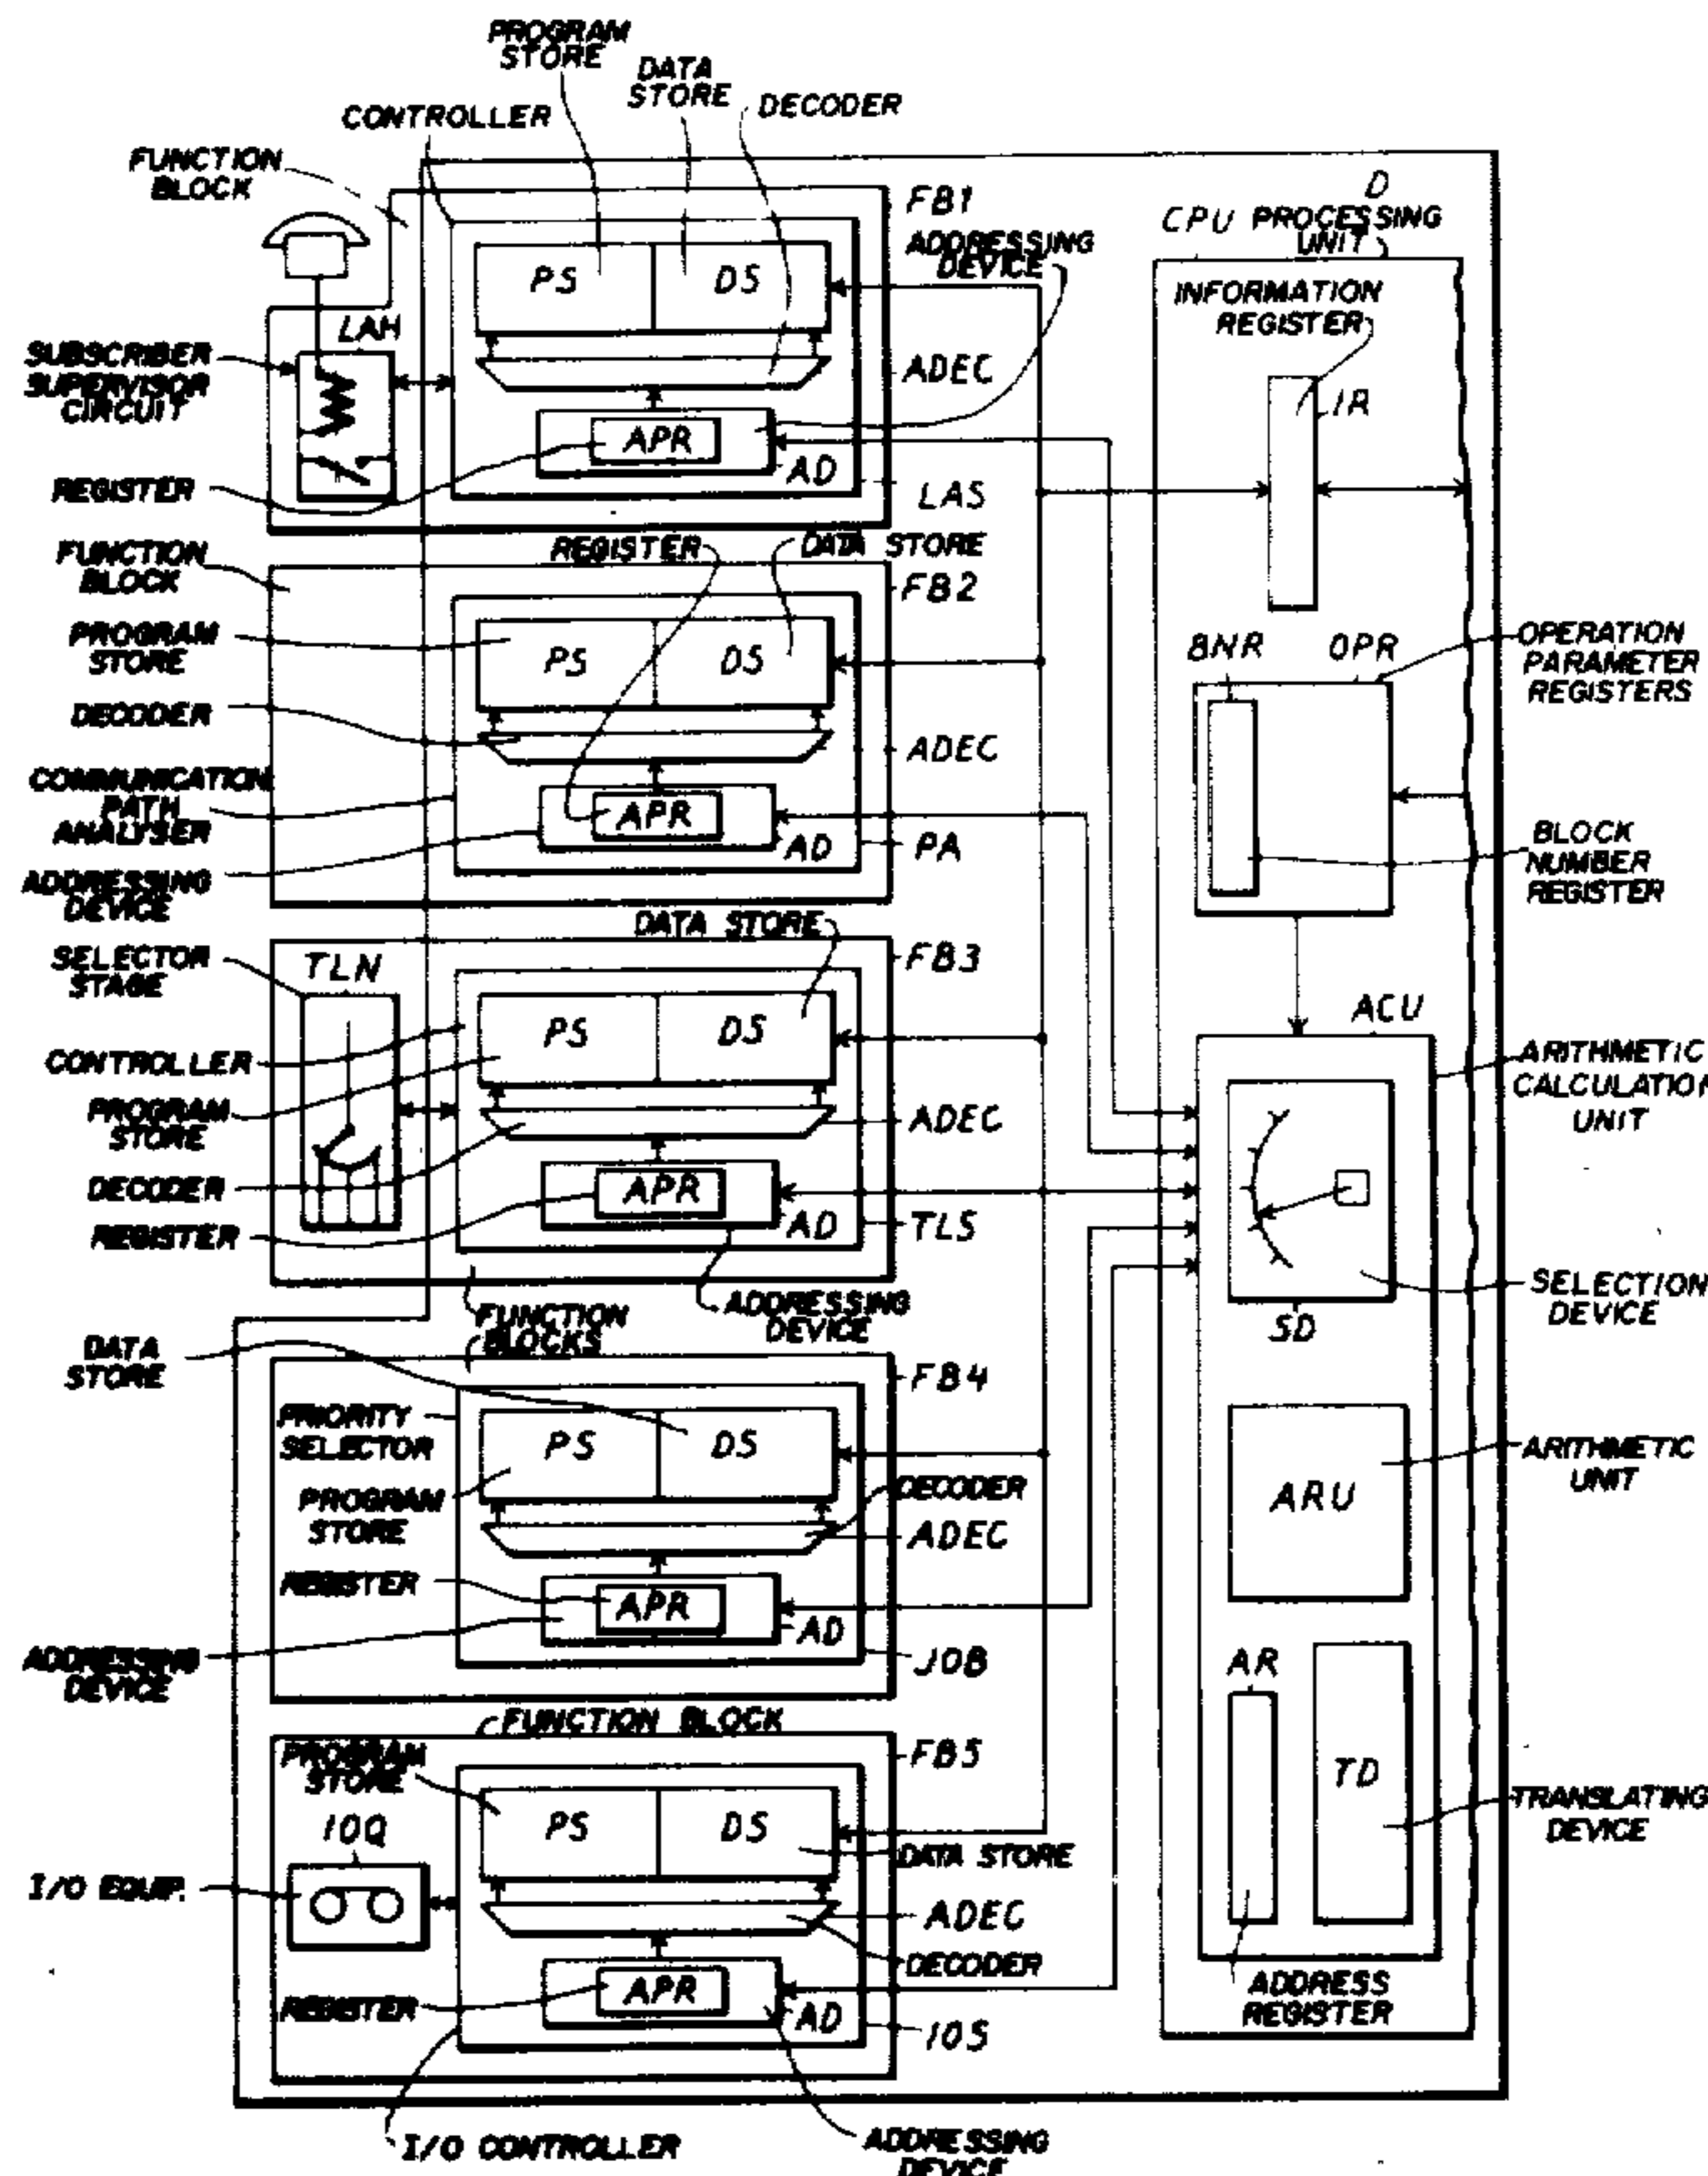 PROGRAM
STORE
DATA
STORE
DECODER
CONTROLLER
FUNCTION
BLOCK
FB1
ADDRESSING
DEVICE
PS
DS
LAH
SUBSCRIBER
SUPERVISOR
CIRCUIT
ADEC
APR
AD
REGISTER
LAS
D
CPU PROCESSING
UNIT
INFORMATION
REGISTER
IR
FUNCTION
BLOCK
REGISTER
DATA STORE
FB2
PROGRAM
STORE
PS
DS
DECODER
ADEC
COMMUNICATION
PATH
ANALYSER
APR
AD
PA
ADDRESSING
DEVICE
BNR
OPR
OPERATION
PARAMETER
REGISTERS
BLOCK
NUMBER
REGISTER
DATA STORE
SELECTOR
STAGE
TLN
FB3
PS
DS
CONTROLLER
PROGRAM
STORE
ADEC
DECODER
APR
AD
REGISTER
TLS
FUNCTION
BLOCKS
ADDRESSING
DEVICE
ACU
ARITHMETIC
CALCULATION
UNIT
SELECTION
DEVICE
SD
DATA
STORE
FB4
PRIORITY
SELECTOR
PS
DS
PROGRAM
STORE
DECODER
ADEC
REGISTER
APR
AD
JOB
ADDRESSING
DEVICE
ARITHMETIC
UNIT
ARU
AR
TD
TRANSLATING
DEVICE
ADDRESS
REGISTER
FUNCTION BLOCK
PROGRAM
STORE
FB5
PS
DS
IOQ
DATA STORE
I/O EQUIP.
ADEC
DECODER
REGISTER
APR
AD
IOS
I/O CONTROLLER
ADDRESSING
DEVICE